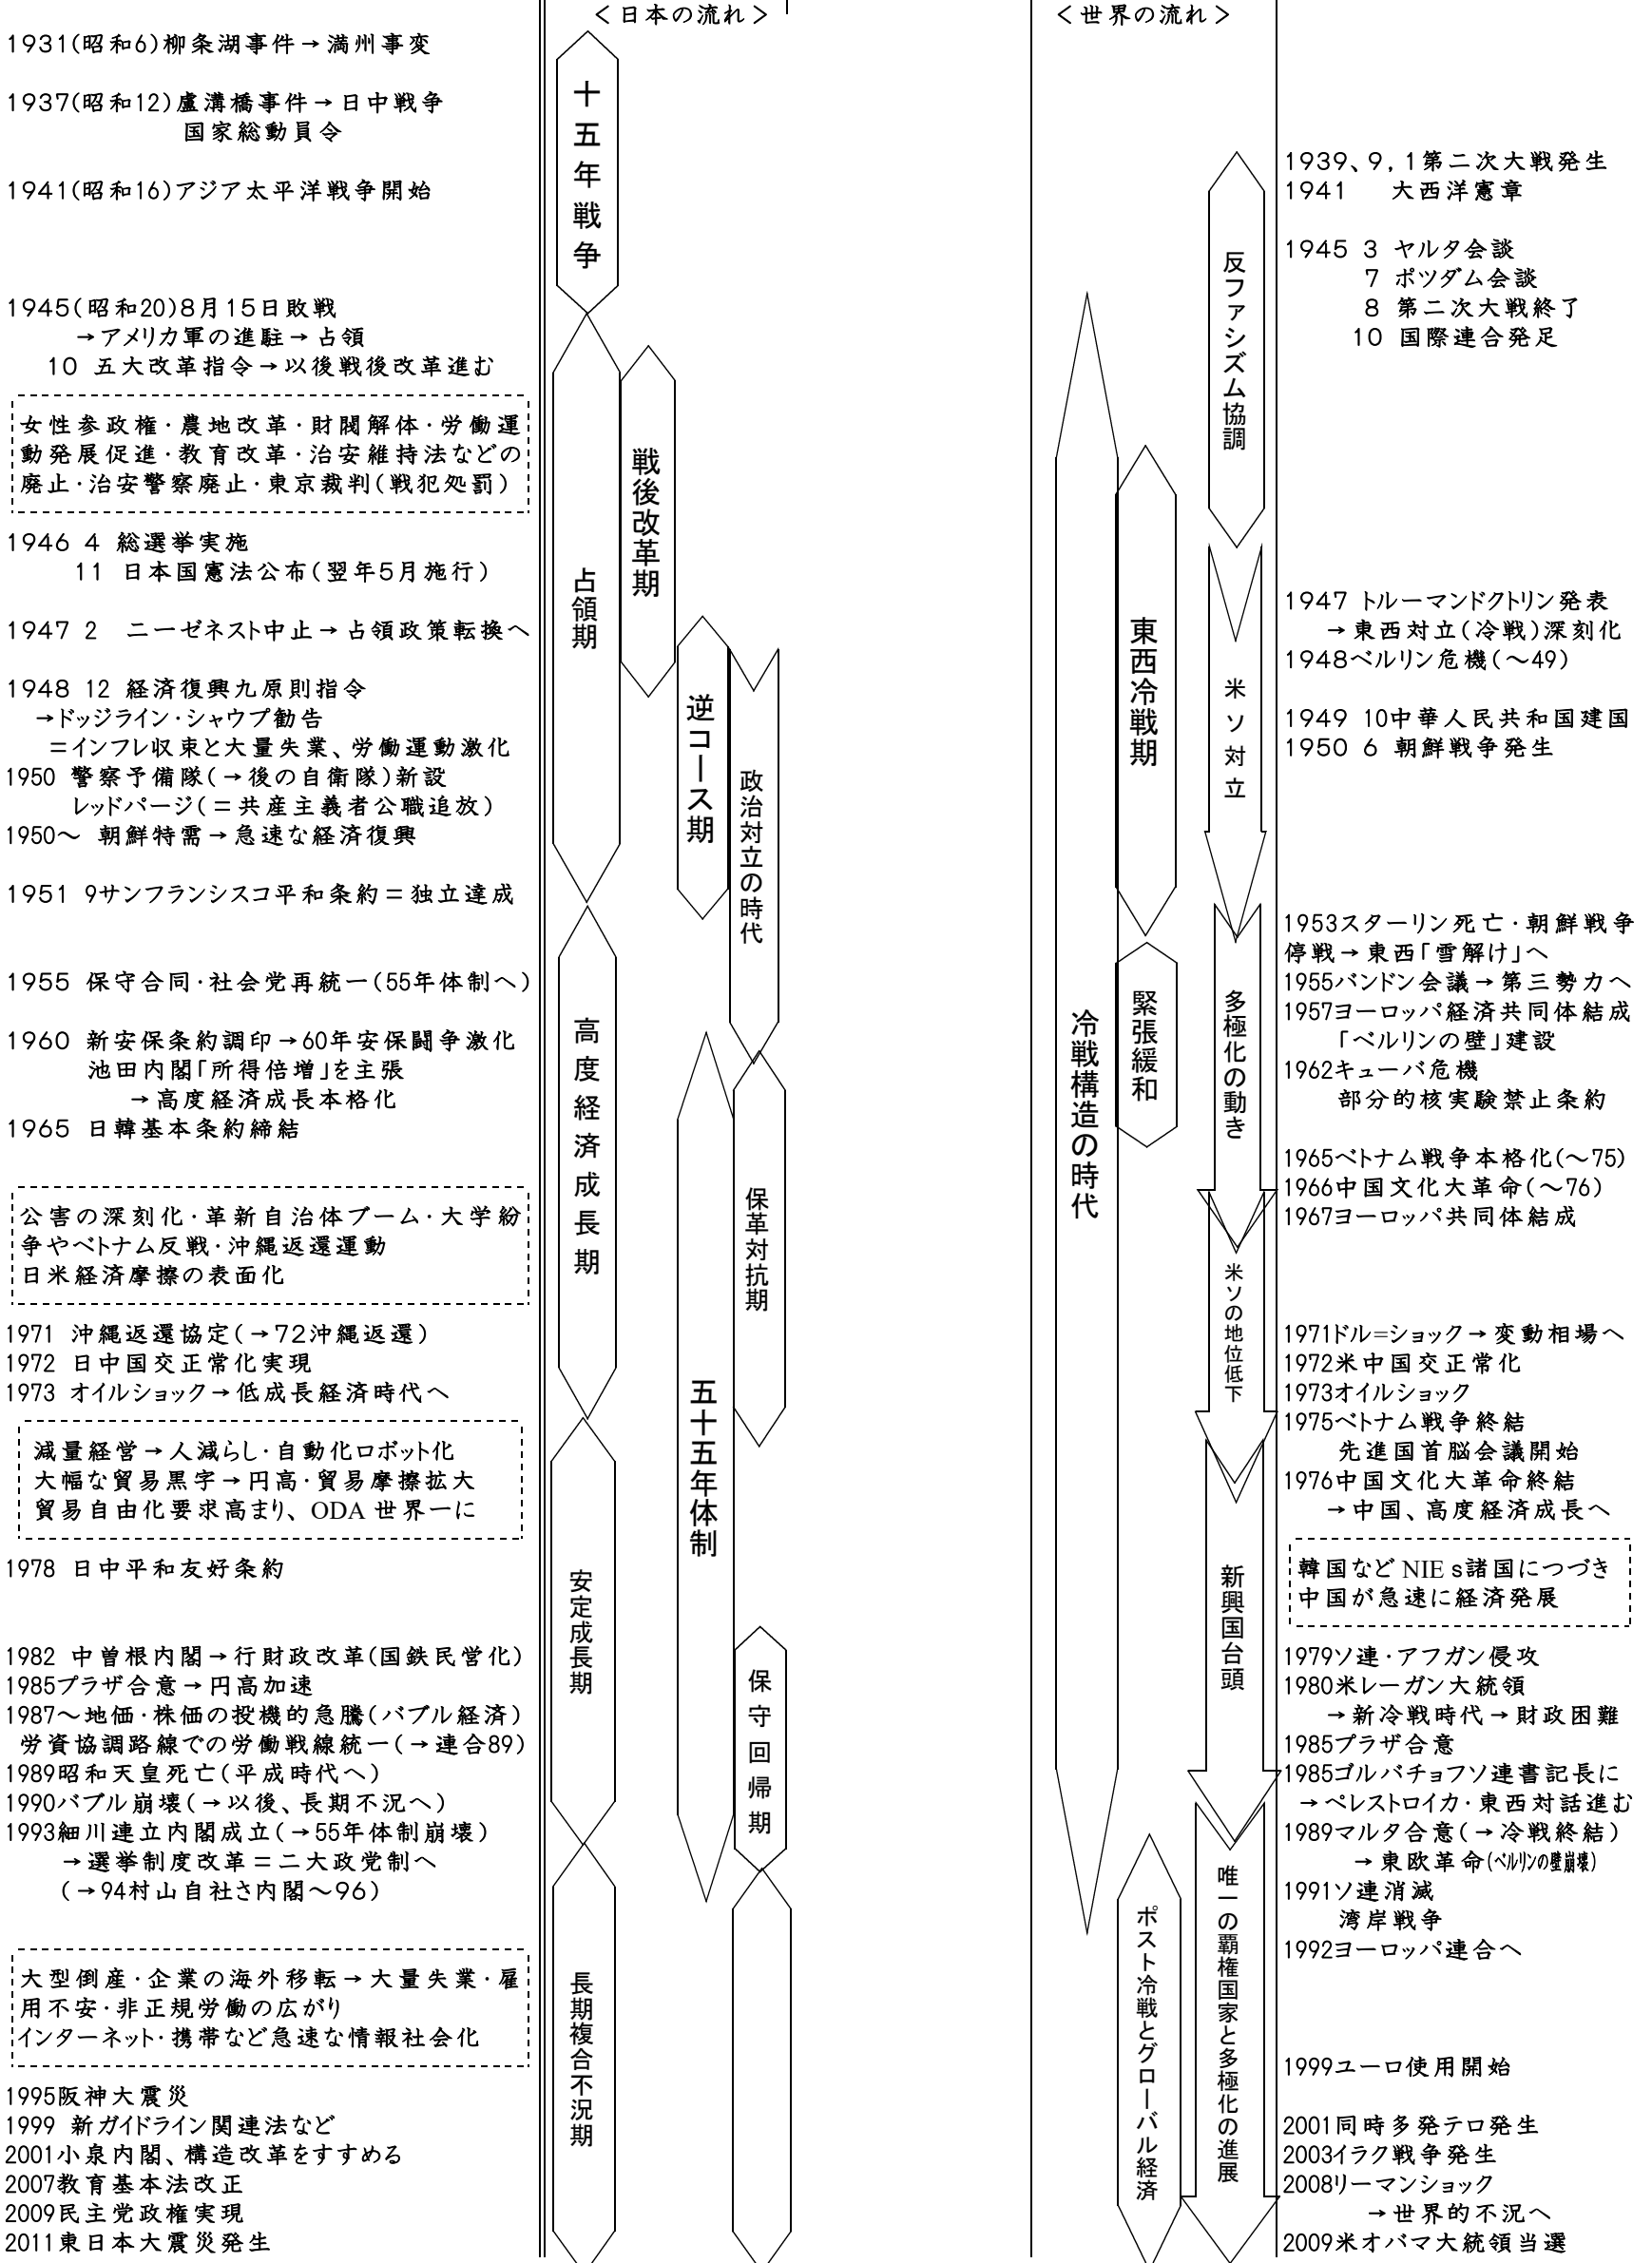 ＜日本の流れ＞
1931(昭和6)柳条湖事件→満州事変
1937(昭和12)盧溝橋事件→日中戦争
国家総動員令
1941(昭和16)アジア太平洋戦争開始
1945(昭和20)8月15日敗戦
→アメリカ軍の進駐→占領
10 五大改革指令→以後戦後改革進む
女性参政権・農地改革・財閥解体・労働運
動発展促進・教育改革・治安維持法などの
廃止・治安警察廃止・東京裁判(戦犯処罰)
1946 4 総選挙実施
11 日本国憲法公布(翌年5月施行)
1947 2 ニーゼネスト中止→占領政策転換へ
1948 12 経済復興九原則指令
→ドッジライン・シャウプ勧告
＝インフレ収束と大量失業、労働運動激化
1950 警察予備隊(→後の自衛隊)新設
レッドパージ(＝共産主義者公職追放)
1950～ 朝鮮特需→急速な経済復興
1951 9サンフランシスコ平和条約＝独立達成
1955 保守合同・社会党再統一(55年体制へ)
1960 新安保条約調印→60年安保闘争激化
池田内閣「所得倍増」を主張
→高度経済成長本格化
1965 日韓基本条約締結
公害の深刻化・革新自治体ブーム・大学紛
争やベトナム反戦・沖縄返還運動
日米経済摩擦の表面化
1971 沖縄返還協定(→72沖縄返還)
1972 日中国交正常化実現
1973 オイルショック→低成長経済時代へ
減量経営→人減らし・自動化ロボット化
大幅な貿易黒字→円高・貿易摩擦拡大
貿易自由化要求高まり、ODA 世界一に
1978 日中平和友好条約
1982 中曽根内閣→行財政改革(国鉄民営化)
1985プラザ合意→円高加速
1987～地価・株価の投機的急騰(バブル経済)
労資協調路線での労働戦線統一(→連合89)
1989昭和天皇死亡(平成時代へ)
1990バブル崩壊(→以後、長期不況へ)
1993細川連立内閣成立(→55年体制崩壊)
→選挙制度改革＝二大政党制へ
(→94村山自社さ内閣～96)
大型倒産・企業の海外移転→大量失業・雇
用不安・非正規労働の広がり
インターネット・携帯など急速な情報社会化
1995阪神大震災
1999 新ガイドライン関連法など
2001小泉内閣、構造改革をすすめる
2007教育基本法改正
2009民主党政権実現
2011東日本大震災発生
十五年戦争
占領期
戦後改革期
逆コース期
政治対立の時代
高度経済成長期
五十五年体制
保革対抗期
安定成長期
保守回帰期
長期複合不況期
＜世界の流れ＞
冷戦構造の時代
東西冷戦期
緊張緩和
ポスト冷戦とグローバル経済
反ファシズム協調
米ソ対立
多極化の動き
米ソの地位低下
新興国台頭
唯一の覇権国家と多極化の進展
1939、9,1第二次大戦発生
1941 大西洋憲章
1945 3 ヤルタ会談
7 ポツダム会談
8 第二次大戦終了
10 国際連合発足
1947 トルーマンドクトリン発表
→東西対立(冷戦)深刻化
1948ベルリン危機(～49)
1949 10中華人民共和国建国
1950 6 朝鮮戦争発生
1953スターリン死亡・朝鮮戦争
停戦→東西「雪解け」へ
1955バンドン会議→第三勢力へ
1957ヨーロッパ経済共同体結成
「ベルリンの壁」建設
1962キューバ危機
部分的核実験禁止条約
1965ベトナム戦争本格化(～75)
1966中国文化大革命(～76)
1967ヨーロッパ共同体結成
1971ドル=ショック→変動相場へ
1972米中国交正常化
1973オイルショック
1975ベトナム戦争終結
先進国首脳会議開始
1976中国文化大革命終結
→中国、高度経済成長へ
韓国など NIE s諸国につづき
中国が急速に経済発展
1979ソ連・アフガン侵攻
1980米レーガン大統領
→新冷戦時代→財政困難
1985プラザ合意
1985ゴルバチョフソ連書記長に
→ペレストロイカ・東西対話進む
1989マルタ合意(→冷戦終結)
→東欧革命(ベルリンの壁崩壊)
1991ソ連消滅
湾岸戦争
1992ヨーロッパ連合へ
1999ユーロ使用開始
2001同時多発テロ発生
2003イラク戦争発生
2008リーマンショック
→世界的不況へ
2009米オバマ大統領当選